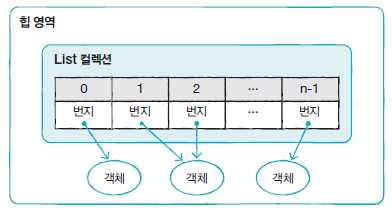 힙 영역
List 컬렉션
0 1 2 ... n-1
번지 번지 번지 ... 번지
객체 객체 객체